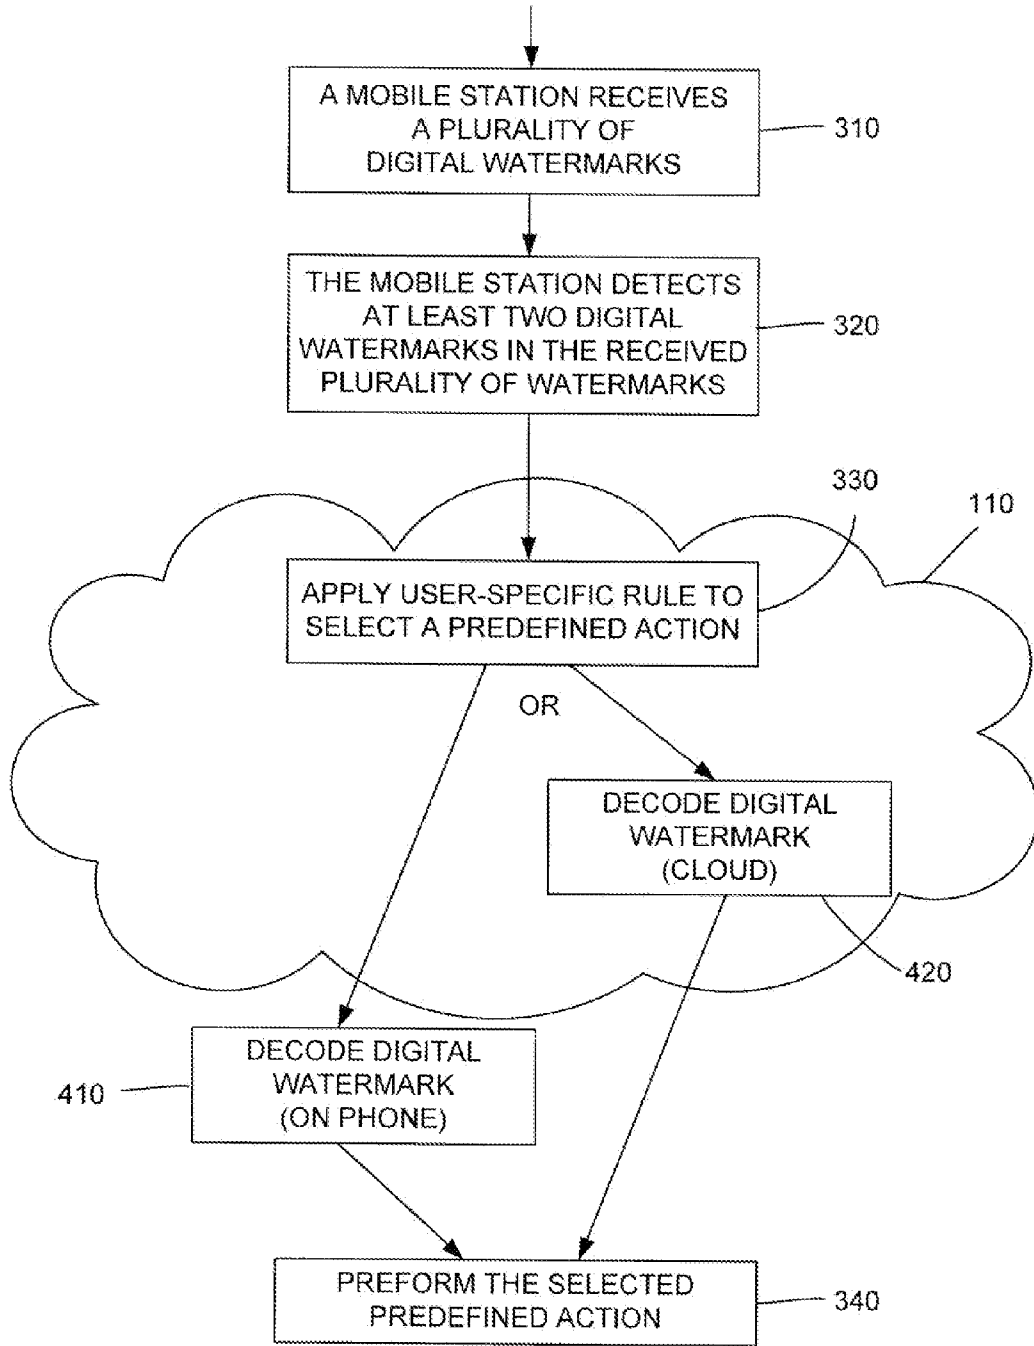 A MOBILE STATION RECEIVES
A PLURALITY OF
DIGITAL WATERMARKS
310
THE MOBILE STATION DETECTS
AT LEAST TWO DIGITAL
WATERMARKS IN THE RECEIVED
PLURALITY OF WATERMARKS
320
330
110
APPLY USER-SPECIFIC RULE TO
SELECT A PREDEFINED ACTION
OR
DECODE DIGITAL
WATERMARK
(CLOUD)
420
DECODE DIGITAL
WATERMARK
(ON PHONE)
410
PREFORM THE SELECTED
PREDEFINED ACTION
340